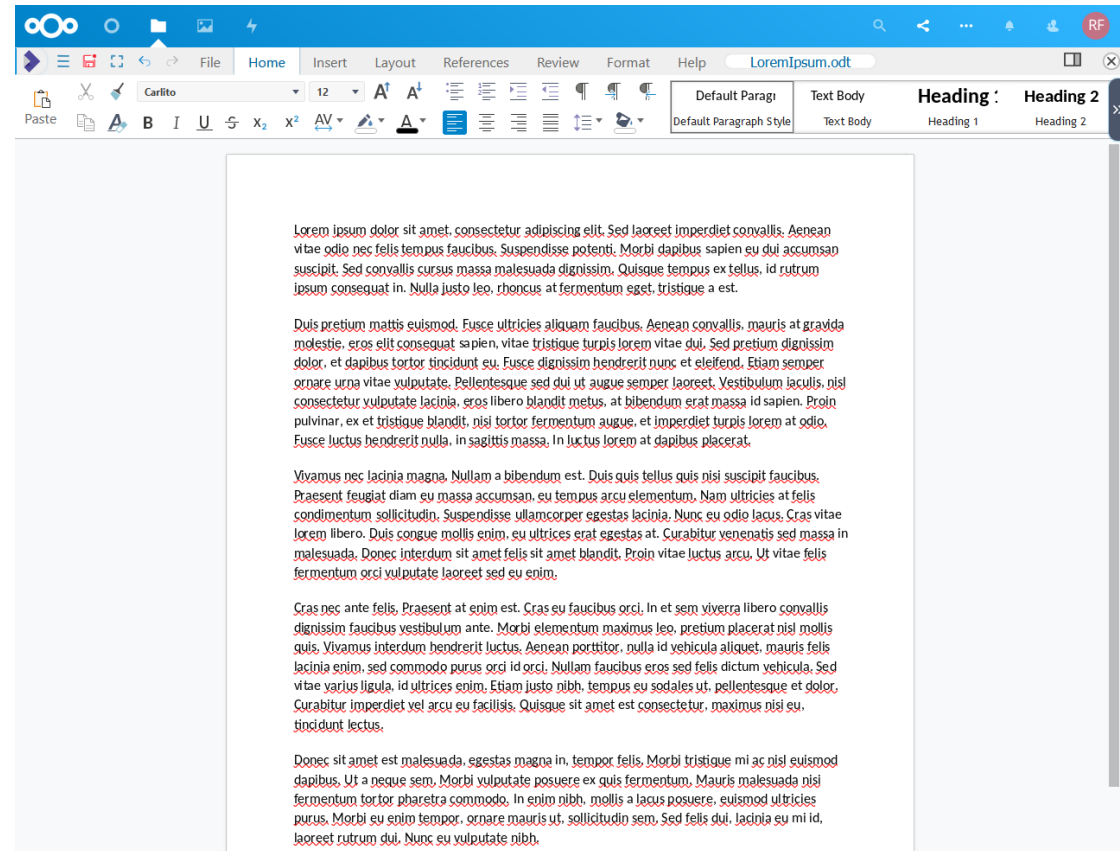 RF
File Home Insert Layout References Review Format Help LoremIpsum.odt
Paste
Carlito 12
Default Paragr Text Body Heading 1 Heading 2
Default Paragraph Style Text Body Heading 1 Heading 2
Lorem ipsum dolor sit amet, consectetur adipiscing elit. Sed laoreet imperdiet convallis. Aenean
vitae odio nec felis tempus faucibus. Suspendisse potenti. Morbi dapibus sapien eu dui accumsan
suscipit. Sed convallis cursus massa malesuada dignissim. Quisque tempus ex tellus, id rutrum
ipsum consequat in. Nulla justo leo, rhoncus at fermentum eget, tristique a est.
Duis pretium mattis euismod. Fusce ultricies aliquam faucibus. Aenean convallis, mauris at gravida
molestie, eros elit consequat sapien, vitae tristique turpis lorem vitae dui. Sed pretium dignissim
dolor, et dapibus tortor tincidunt eu. Fusce dignissim hendrerit nunc et eleifend. Etiam semper
ornare urna vitae vulputate. Pellentesque sed dui ut augue semper laoreet. Vestibulum iaculis, nisl
consectetur vulputate lacinia, eros libero blandit metus, at bibendum erat massa id sapien. Proin
pulvinar, ex et tristique blandit, nisi tortor fermentum augue, et imperdiet turpis lorem at odio.
Fusce luctus hendrerit nulla, in sagittis massa. In luctus lorem at dapibus placerat.
Vivamus nec lacinia magna. Nullam a bibendum est. Duis quis tellus quis nisi suscipit faucibus.
Praesent feugiat diam eu massa accumsan, eu tempus arcu elementum. Nam ultricies at felis
condimentum sollicitudin. Suspendisse ullamcorper egestas lacinia. Nunc eu odio lacus. Cras vitae
lorem libero. Duis congue mollis enim, eu ultrices erat egestas at. Curabitur venenatis sed massa in
malesuada. Donec interdum sit amet felis sit amet blandit. Proin vitae luctus arcu. Ut vitae felis
fermentum orci vulputate laoreet sed eu enim.
Cras nec ante felis. Praesent at enim est. Cras eu faucibus orci. In et sem viverra libero convallis
dignissim faucibus vestibulum ante. Morbi elementum maximus leo, pretium placerat nisl mollis
quis. Vivamus interdum hendrerit luctus. Aenean porttitor, nulla id vehicula aliquet, mauris felis
lacinia enim, sed commodo purus orci id orci. Nullam faucibus eros sed felis dictum vehicula. Sed
vitae varius ligula, id ultrices enim. Etiam justo nibh, tempus eu sodales ut, pellentesque et dolor.
Curabitur imperdiet vel arcu eu facilisis. Quisque sit amet est consectetur, maximus nisi eu,
tincidunt lectus.
Donec sit amet est malesuada, egestas magna in, tempor felis. Morbi tristique mi ac nisl euismod
dapibus. Ut a neque sem. Morbi vulputate posuere ex quis fermentum. Mauris malesuada nisi
fermentum tortor pharetra commodo. In enim nibh, mollis a lacus posuere, euismod ultricies
purus. Morbi eu enim tempor, ornare mauris ut, sollicitudin sem. Sed felis dui, lacinia eu mi id,
laoreet rutrum dui. Nunc eu vulputate nibh.